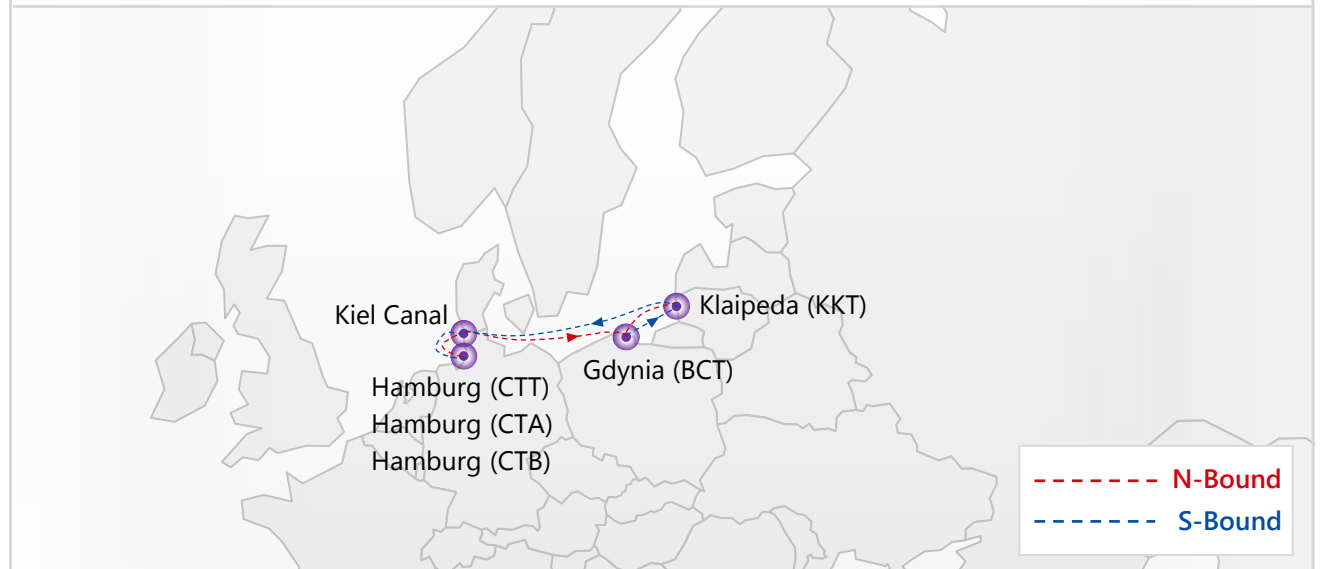 Kiel Canal
Klaipeda (KKT)
Gdynia (BCT)
Hamburg (CTT)
Hamburg (CTA)
Hamburg (CTB)
N-Bound
S-Bound